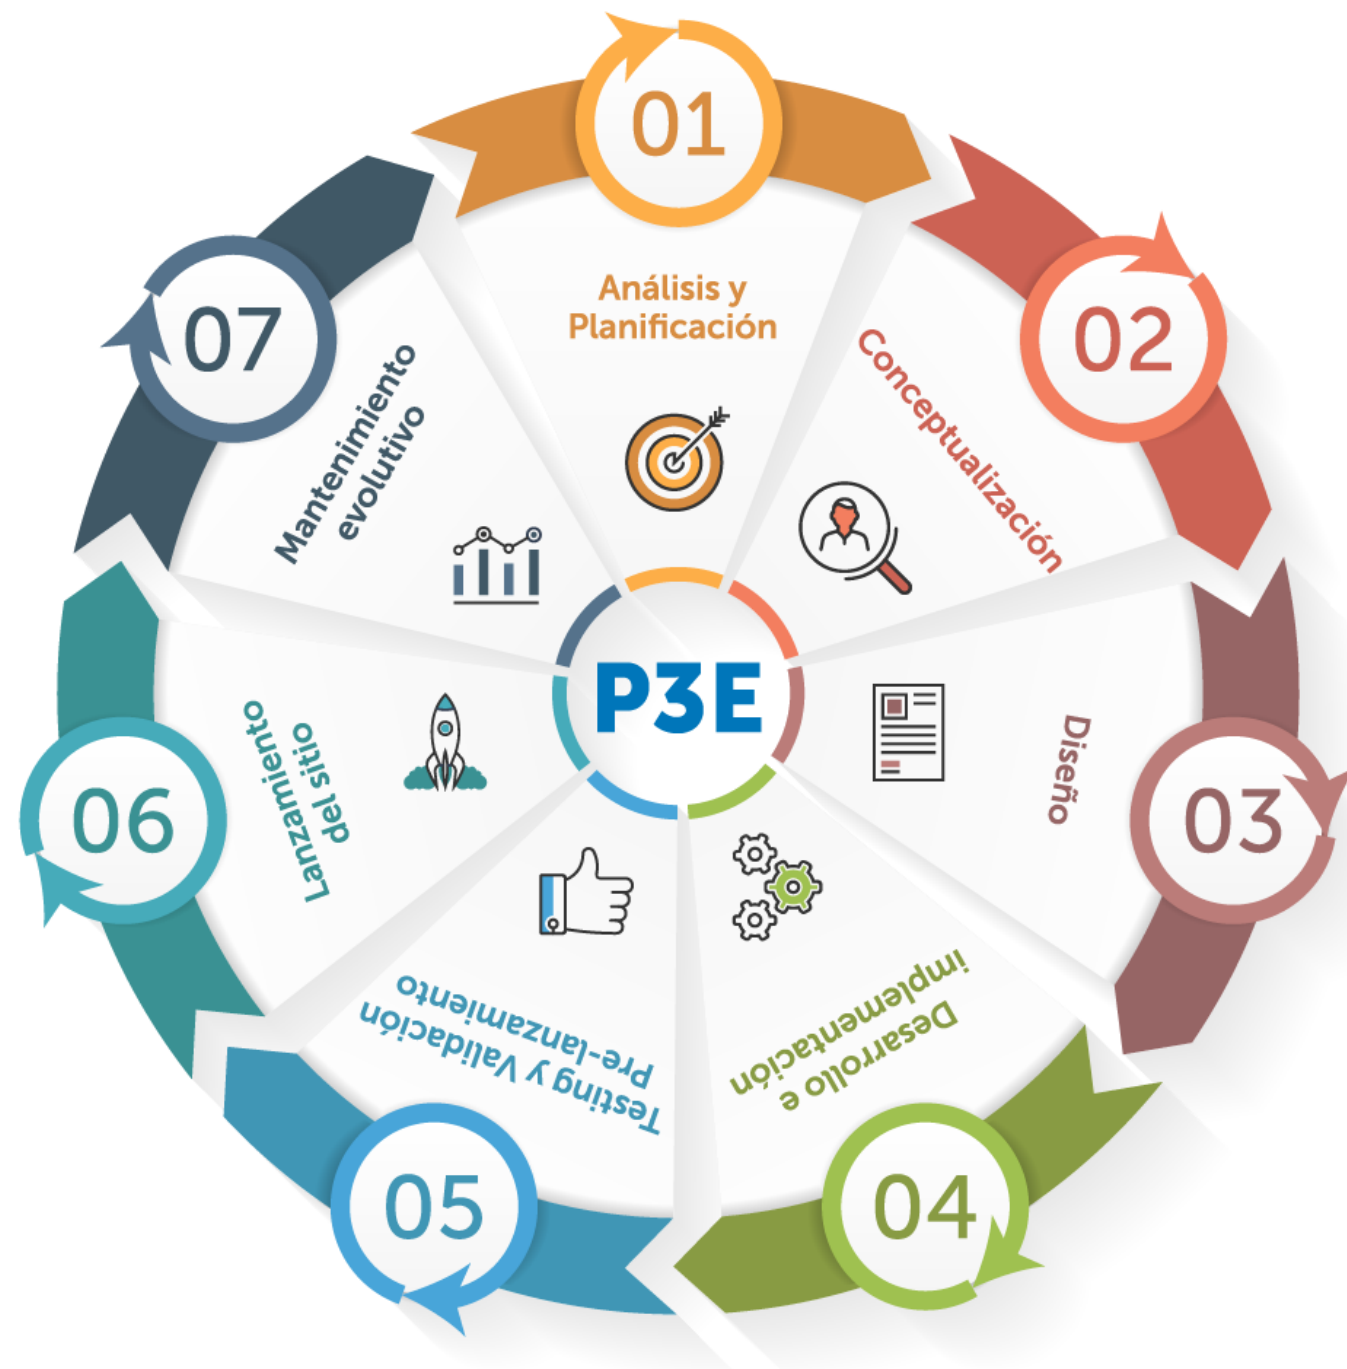 01
Análisis y
Planificación
02
Conceptualización
03
Diseño
04
Desarrollo e
implementación
05
Testing y Validación
Pre-lanzamiento
06
Lanzamiento
del sitio
07
Mantenimiento
evolutivo
P3E